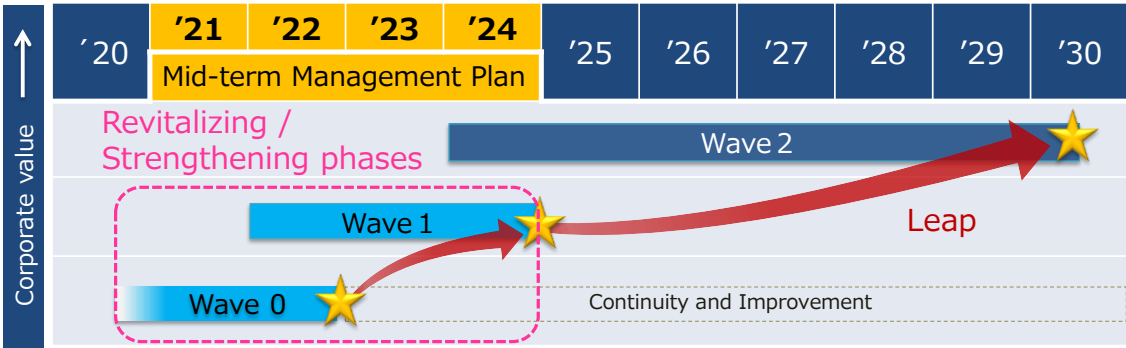 Corporate value
´20
’21
’22
’23
’24
’25
’26
’27
’28
’29
’30
Mid-term Management Plan
Revitalizing /
Strengthening phases
Wave 2
Wave 1
Leap
Wave 0
Continuity and Improvement